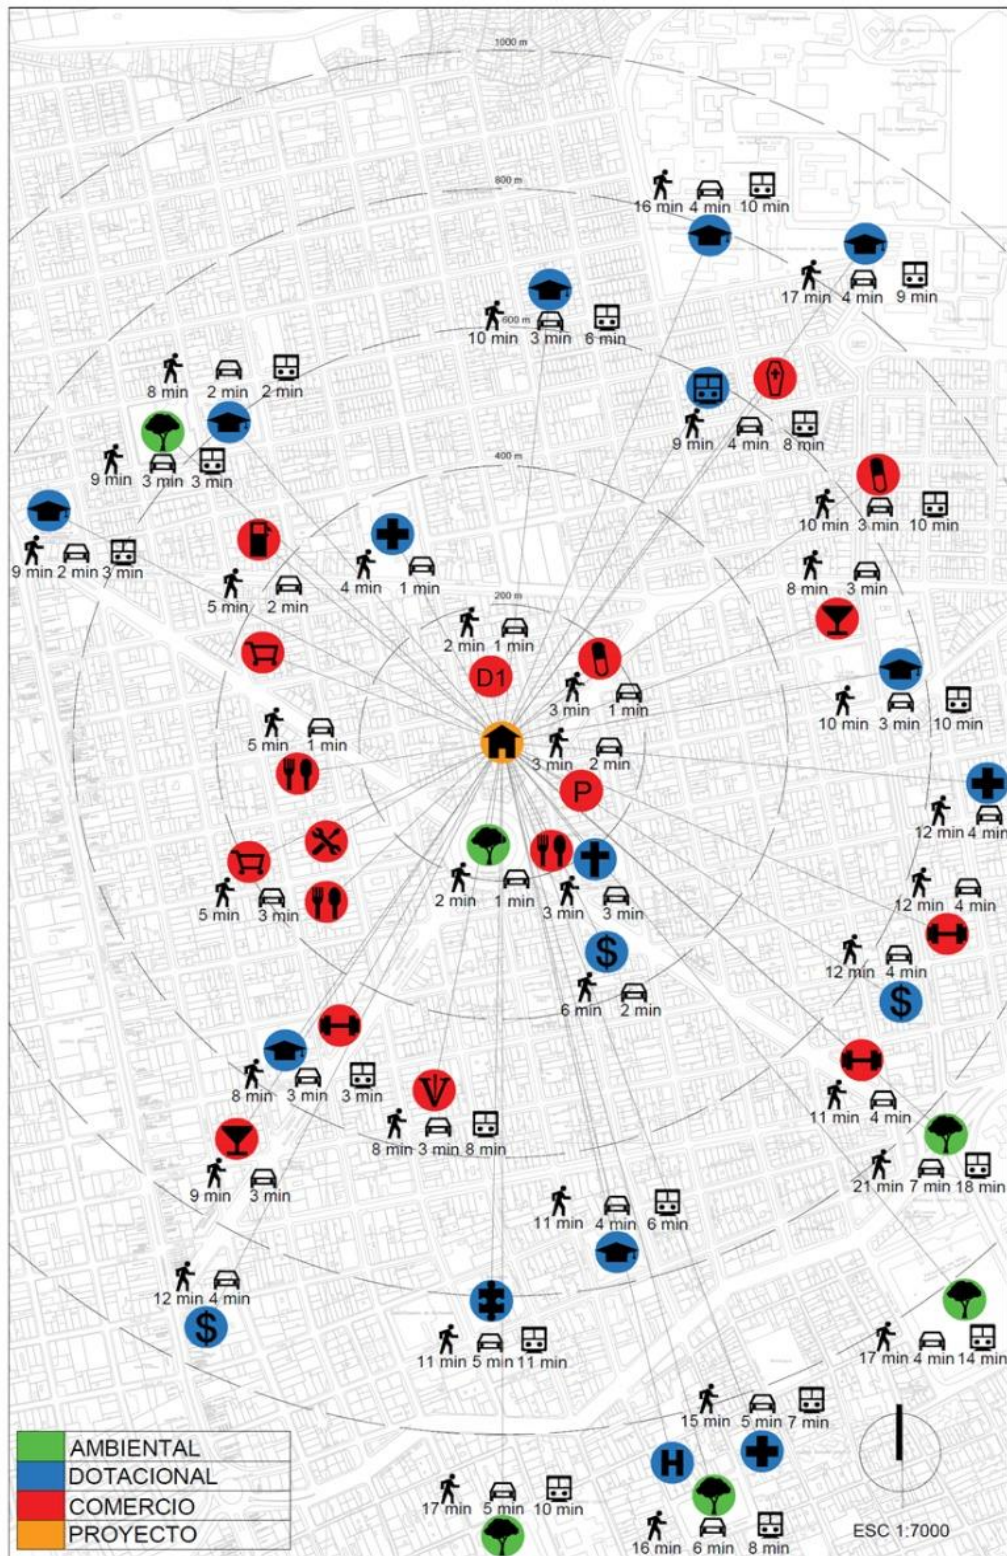 1000 m
800 m
16 min 4 min 10 min
17 min 4 min 9 min
600 m
10 min 3 min 6 min
8 min 2 min 2 min
9 min 4 min 8 min
9 min 3 min 3 min
400 m
10 min 3 min 10 min
9 min 2 min 3 min
4 min 1 min
5 min 2 min
8 min 3 min
200 m
2 min 1 min
D1
3 min 1 min
10 min 3 min 10 min
5 min 1 min
3 min 2 min
P
12 min 4 min
2 min 1 min
3 min 3 min
5 min 3 min
12 min 4 min
$
12 min 4 min
$
6 min 2 min
8 min 3 min 3 min
V
11 min 4 min
8 min 3 min 8 min
9 min 3 min
21 min 7 min 18 min
11 min 4 min 6 min
12 min 4 min
$
11 min 5 min 11 min
17 min 4 min 14 min
15 min 5 min 7 min
H
17 min 5 min 10 min
16 min 6 min 8 min
AMBIENTAL
DOTACIONAL
COMERCIO
PROYECTO
ESC 1:7000